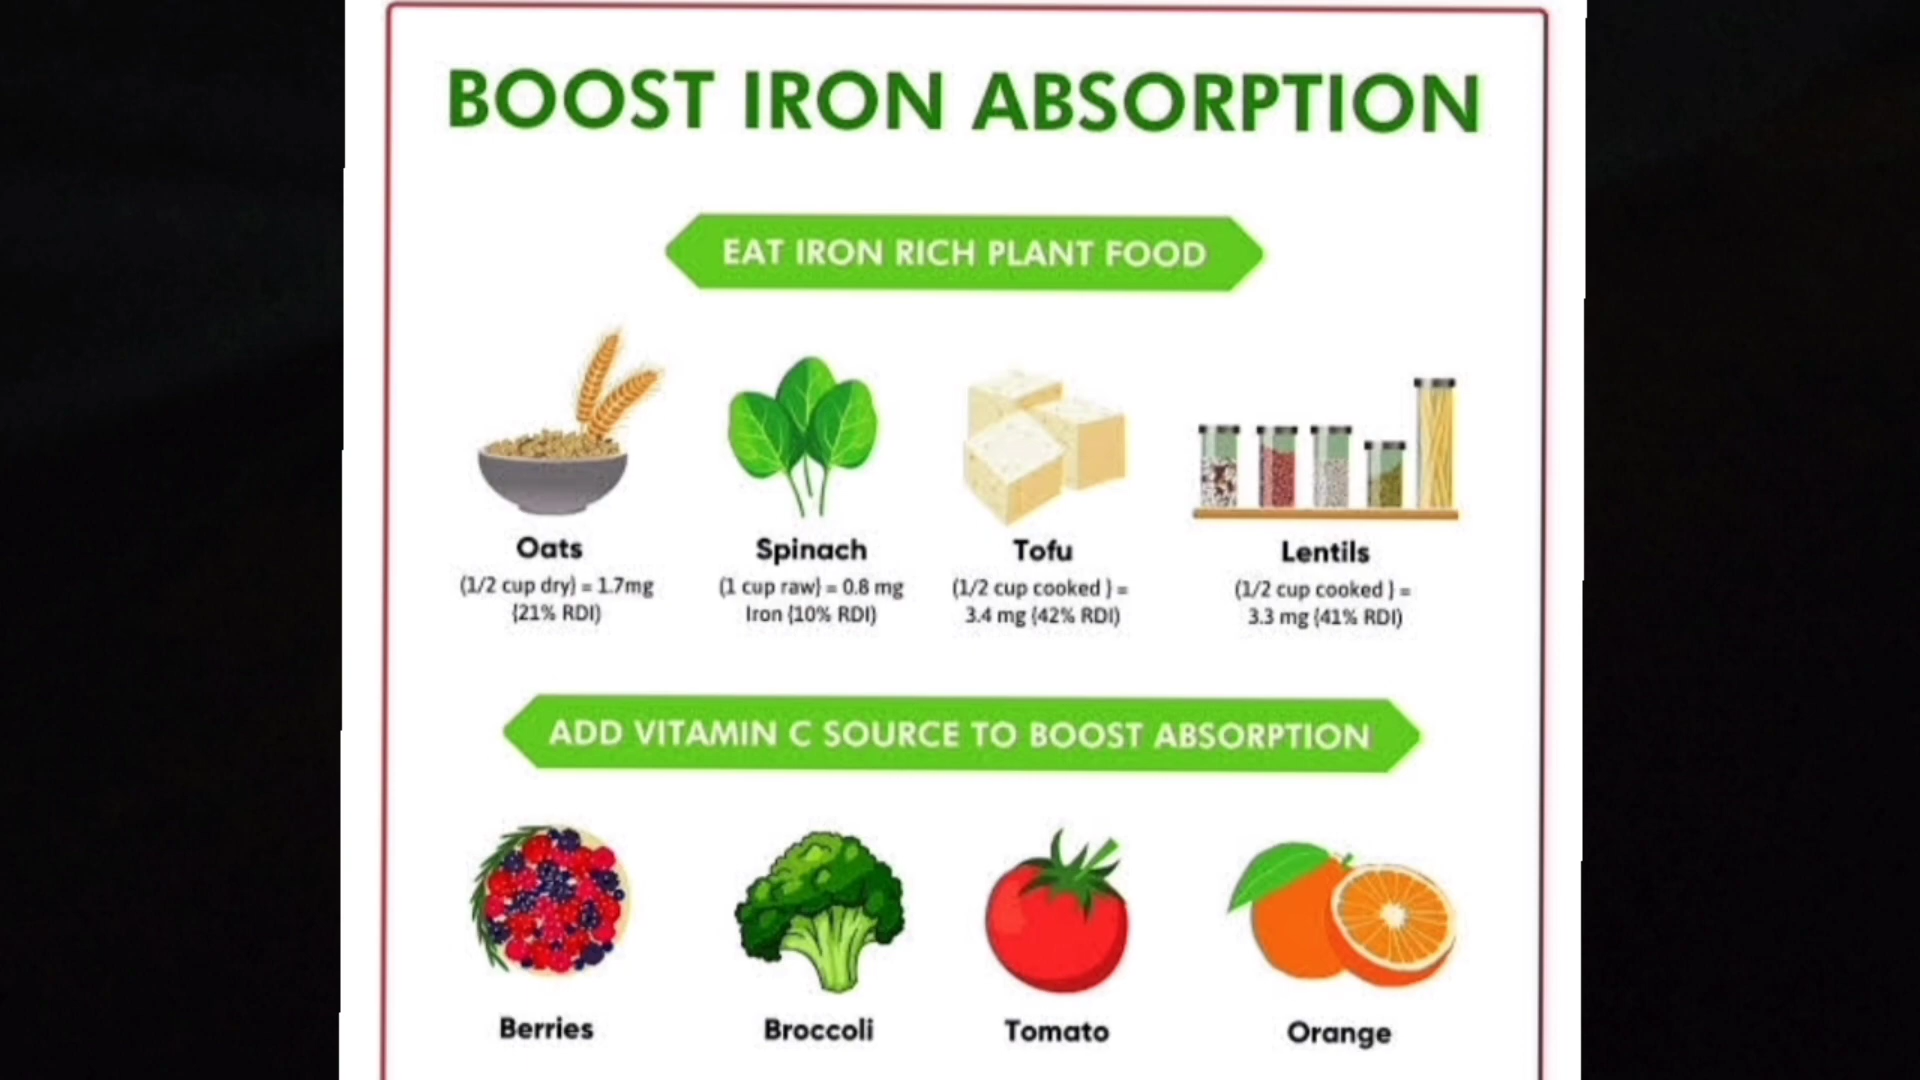 BOOST IRON ABSORPTION
EAT IRON RICH PLANT FOOD
Oats
(1/2 cup dry) = 1.7mg
(21% RDI)
Spinach
(1 cup raw) = 0.8 mg
Iron (10% RDI)
Tofu
(1/2 cup cooked ) =
3.4 mg (42% RDI)
Lentils
(1/2 cup cooked ) =
3.3 mg (41% RDI)
ADD VITAMIN C SOURCE TO BOOST ABSORPTION
Berries
Broccoli
Tomato
Orange